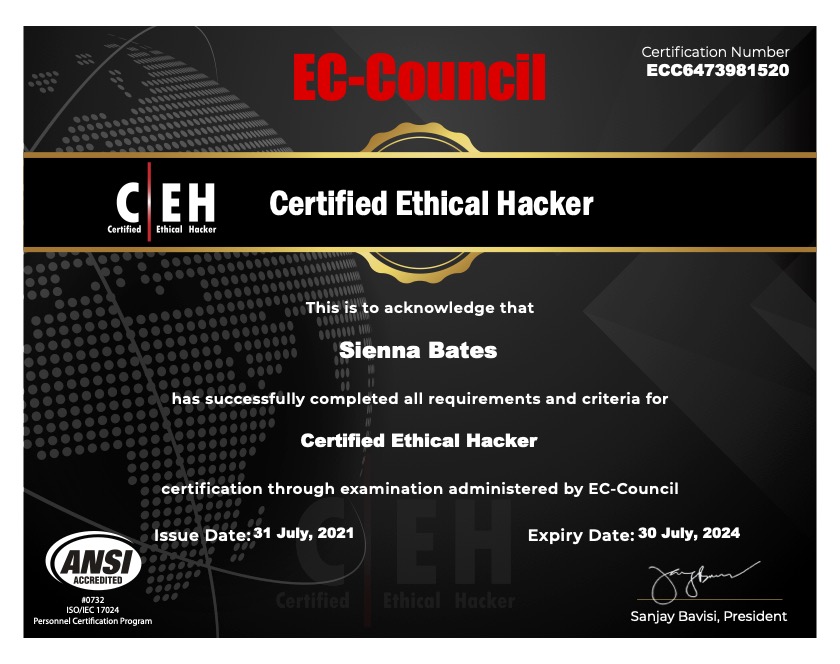 EC-Council
Certification Number
ECC6473981520
C|EH
Certified Ethical Hacker
Certified Ethical Hacker
This is to acknowledge that
Sienna Bates
has successfully completed all requirements and criteria for
Certified Ethical Hacker
certification through examination administered by EC-Council
Issue Date: 31 July, 2021
Expiry Date: 30 July, 2024
C|EH
Certified Ethical Hacker
ANSI
ACCREDITED
#0732
ISO/IEC 17024
Personnel Certification Program
Sanjay Bavisi, President